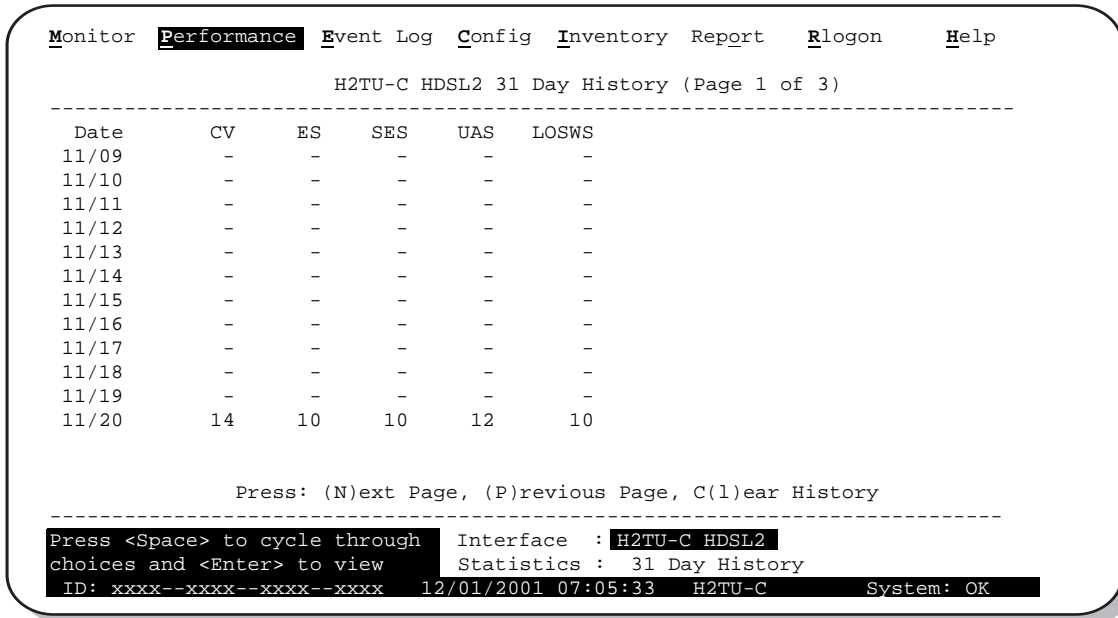 Monitor Performance Event Log Config Inventory Report Rlogon Help
H2TU-C HDSL2 31 Day History (Page 1 of 3)
--------------------------------------------------------------------------------
Date CV ES SES UAS LOSWS
11/09 - - - - -
11/10 - - - - -
11/11 - - - - -
11/12 - - - - -
11/13 - - - - -
11/14 - - - - -
11/15 - - - - -
11/16 - - - - -
11/17 - - - - -
11/18 - - - - -
11/19 - - - - -
11/20 14 10 10 12 10
Press: (N)ext Page, (P)revious Page, C(l)ear History
--------------------------------------------------------------------------------
Press <Space> to cycle through Interface : H2TU-C HDSL2
choices and <Enter> to view Statistics : 31 Day History
ID: xxxx--xxxx--xxxx--xxxx 12/01/2001 07:05:33 H2TU-C System: OK